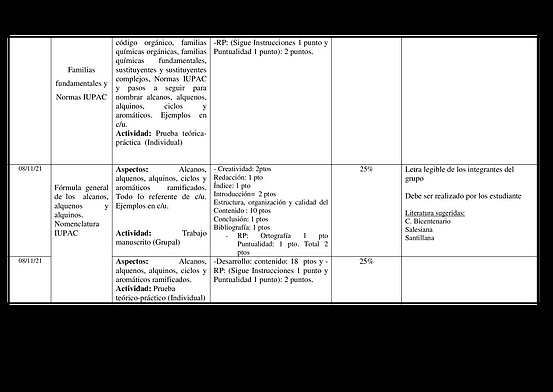 Familias
fundamentales y
Normas IUPAC
código orgánico, familias
químicas orgánicas, familias
químicas fundamentales,
sustituyentes y sustituyentes
complejos, Normas IUPAC
y pasos a seguir para
nombrar alcanos, alquenos,
alquinos, ciclos y
aromáticos. Ejemplos en
c/u.
Actividad: Prueba teórica-
práctica (Individual)
-RP: (Sigue Instrucciones 1 punto y
Puntualidad 1 punto): 2 puntos.
08/11/21
Fórmula general
de los alcanos,
alquenos y
alquinos.
Nomenclatura
IUPAC
Aspectos: Alcanos,
alquenos, alquinos, ciclos y
aromáticos ramificados.
Todo lo referente de c/u.
Ejemplos en c/u.
Actividad: Trabajo
manuscrito (Grupal)
- Creatividad: 2ptos
Redacción: 1 pto
Índice: 1 pto
Introducción= 2 ptos
Estructura, organización y calidad del
Contenido : 10 ptos
Conclusión: 1 ptos
Bibliografía: 1 ptos
- RP: Ortografía 1 pto
Puntualidad: 1 pto. Total 2
ptos
25%
Letra legible de los integrantes del
grupo
Debe ser realizado por los estudiante
Literatura sugeridas:
C. Bicentenario
Salesiana
Santillana
08/11/21
Aspectos: Alcanos,
alquenos, alquinos, ciclos y
aromáticos ramificados.
Actividad: Prueba
teórico-práctico (Individual)
-Desarrollo: contenido: 18 ptos y -
RP: (Sigue Instrucciones 1 punto y
Puntualidad 1 punto): 2 puntos.
25%